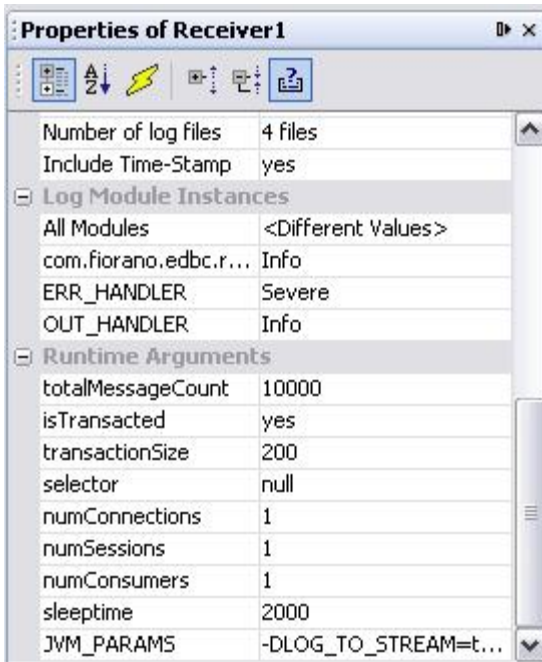 Properties of Receiver1
Number of log files 4 files
Include Time-Stamp yes
Log Module Instances
All Modules <Different Values>
com.fiorano.edbc.r... Info
ERR_HANDLER Severe
OUT_HANDLER Info
Runtime Arguments
totalMessageCount 10000
isTransacted yes
transactionSize 200
selector null
numConnections 1
numSessions 1
numConsumers 1
sleeptime 2000
JVM_PARAMS -DLOG_TO_STREAM=t...